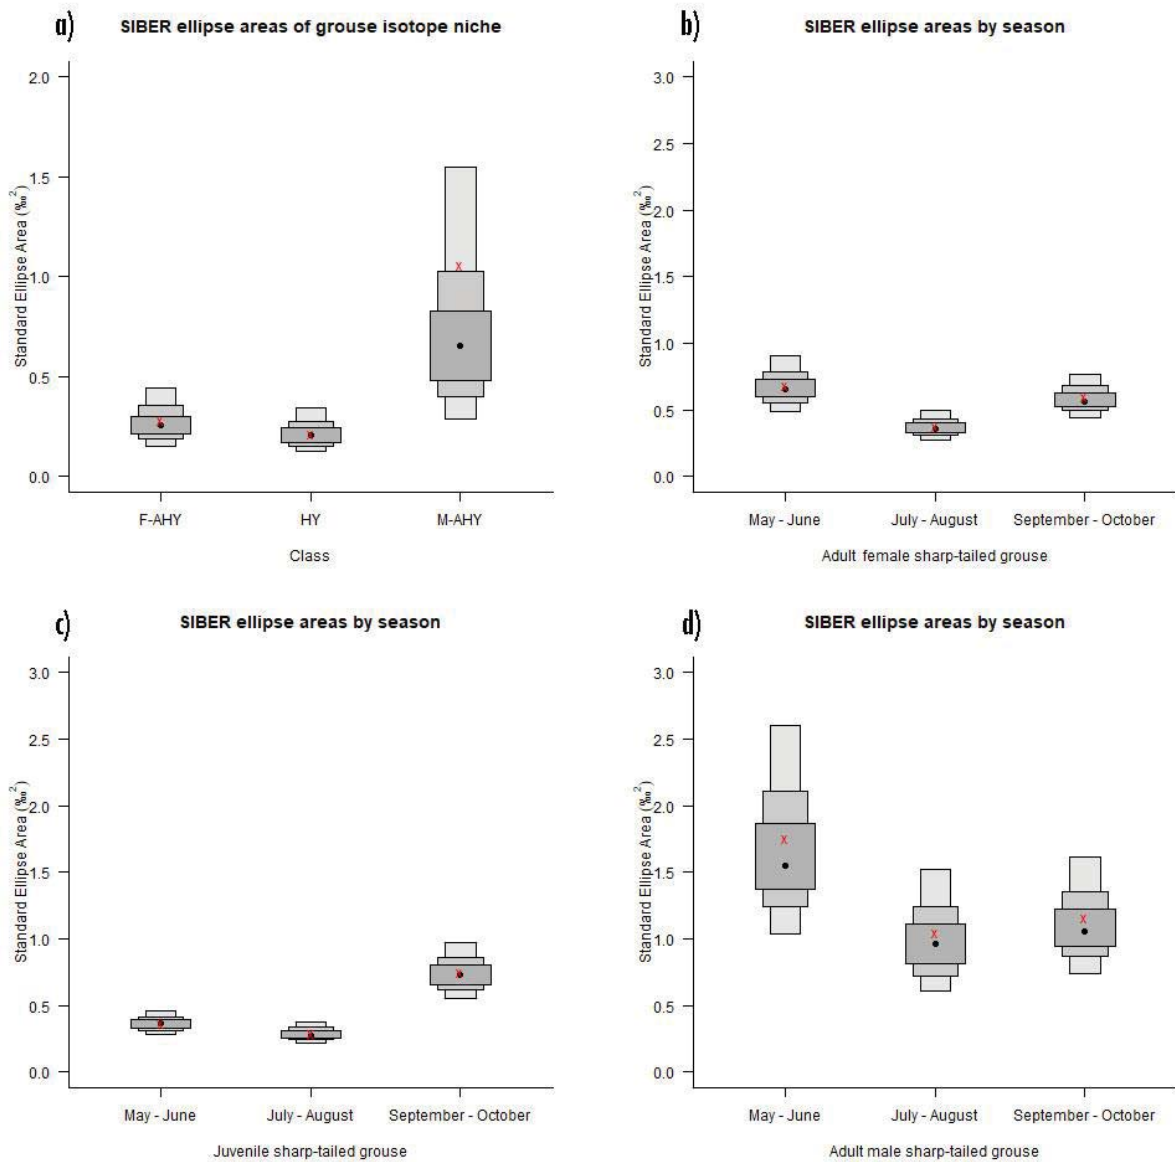 a) SIBER ellipse areas of grouse isotope niche
Standard Ellipse Area (‰²)
2.0
1.5
1.0
0.5
0.0
x
x
x
F-AHY HY M-AHY
Class
b) SIBER ellipse areas by season
Standard Ellipse Area (‰²)
3.0
2.5
2.0
1.5
1.0
0.5
0.0
x
x
x
May - June July - August September - October
Adult female sharp-tailed grouse
c) SIBER ellipse areas by season
Standard Ellipse Area (‰²)
3.0
2.5
2.0
1.5
1.0
0.5
0.0
x
x
x
May - June July - August September - October
Juvenile sharp-tailed grouse
d) SIBER ellipse areas by season
Standard Ellipse Area (‰²)
3.0
2.5
2.0
1.5
1.0
0.5
0.0
x
x
x
May - June July - August September - October
Adult male sharp-tailed grouse